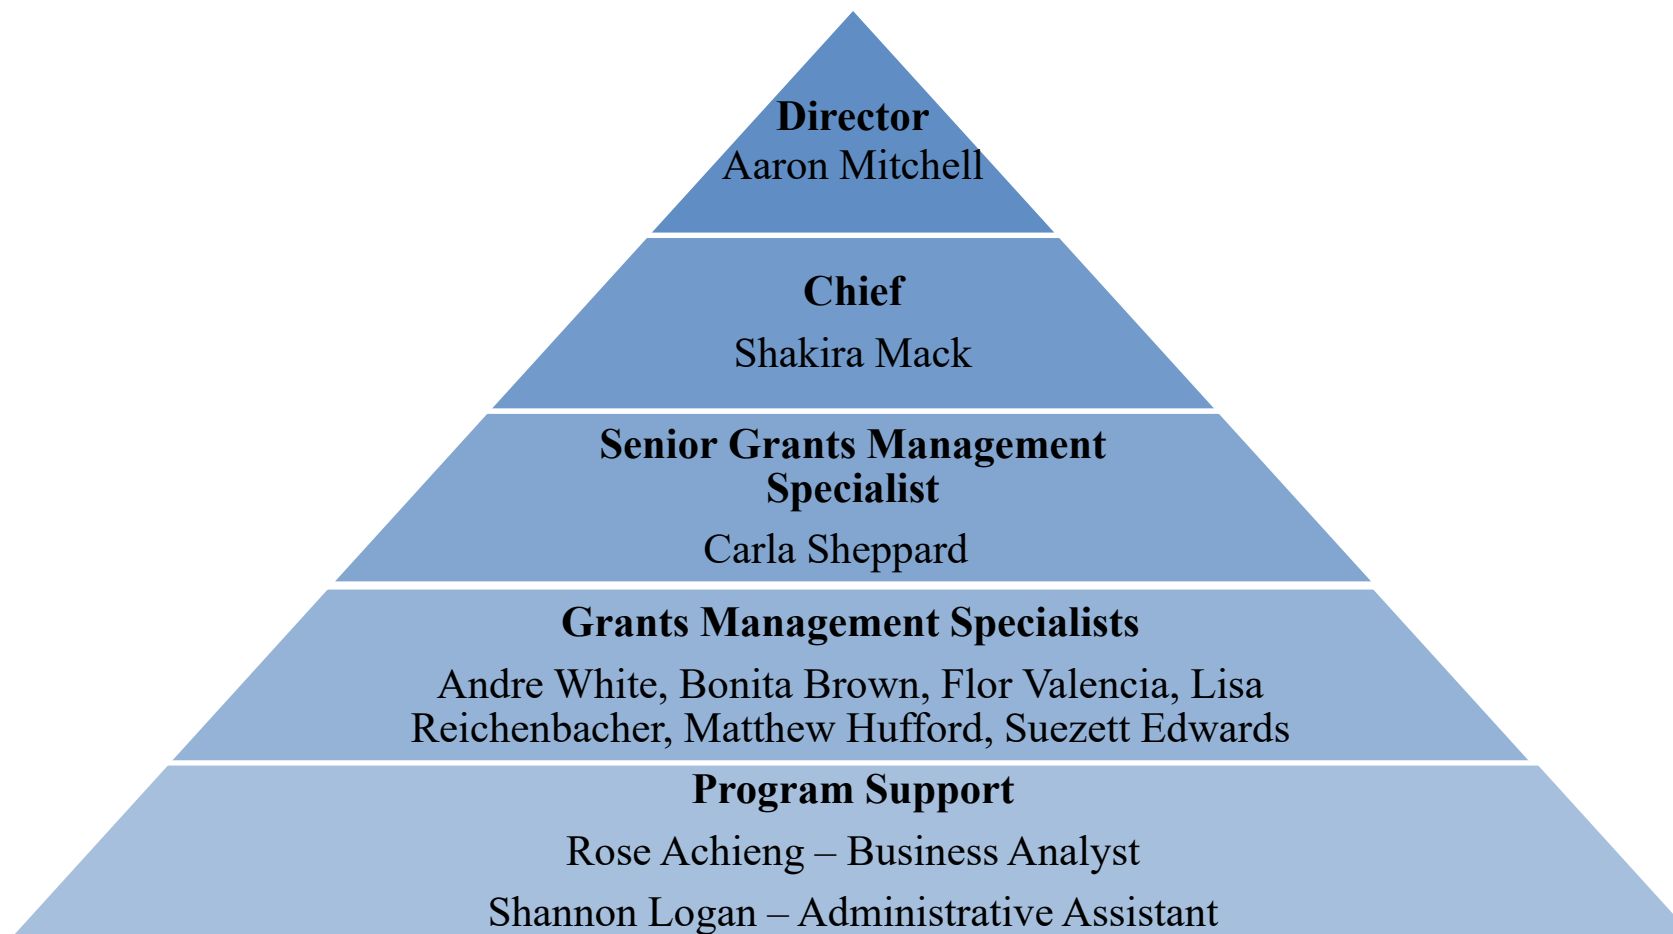 Director
Aaron Mitchell
Chief
Shakira Mack
Senior Grants Management
Specialist
Carla Sheppard
Grants Management Specialists
Andre White, Bonita Brown, Flor Valencia, Lisa
Reichenbacher, Matthew Hufford, Suezett Edwards
Program Support
Rose Achieng – Business Analyst
Shannon Logan – Administrative Assistant